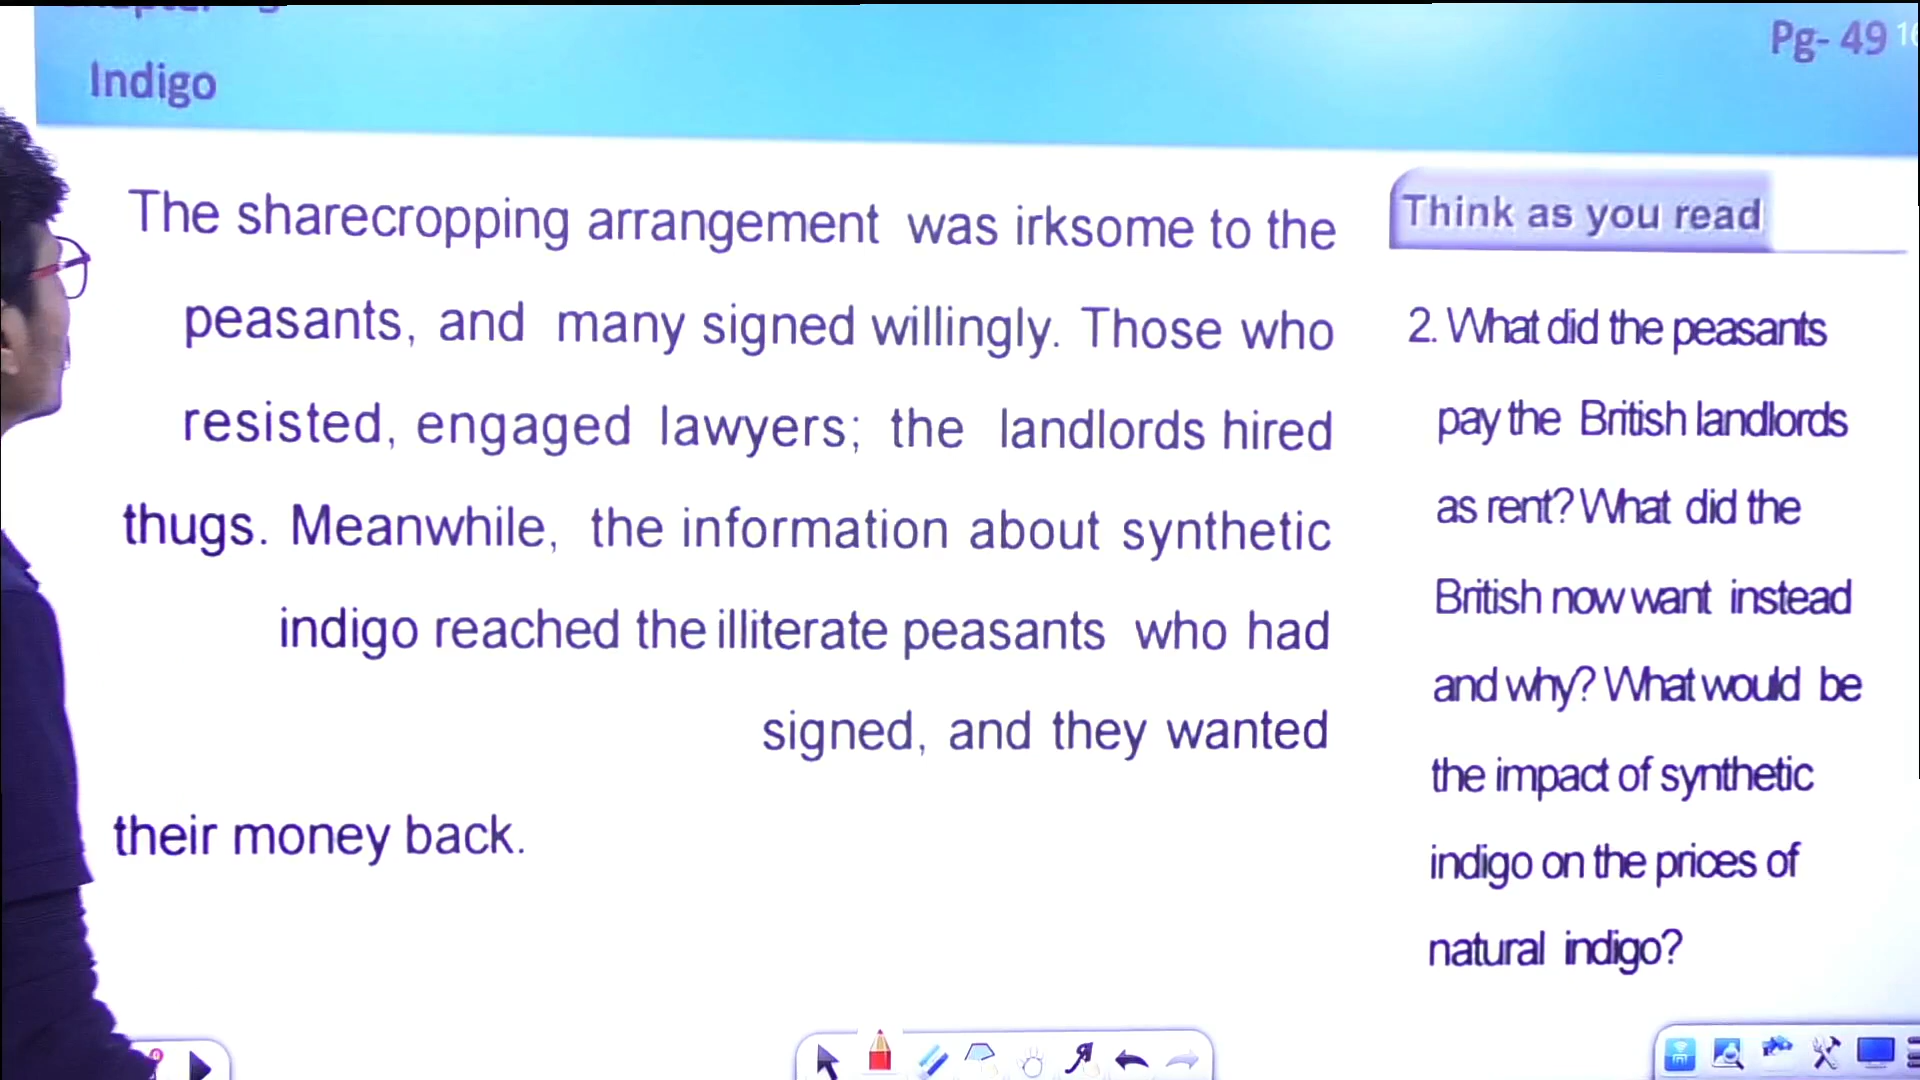 Indigo
Pg- 49
The sharecropping arrangement was irksome to the
peasants, and many signed willingly. Those who
resisted, engaged lawyers; the landlords hired
thugs. Meanwhile, the information about synthetic
indigo reached the illiterate peasants who had
signed, and they wanted
their money back.
Think as you read
2. What did the peasants
pay the British landlords
as rent? What did the
British now want instead
and why? What would be
the impact of synthetic
indigo on the prices of
natural indigo?